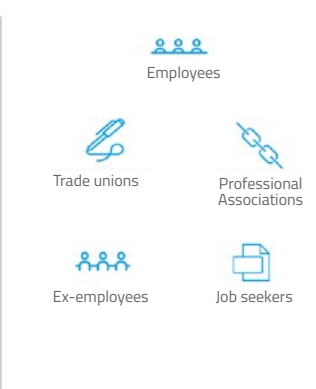 Employees
Trade unions
Professional
Associations
Ex-employees
Job seekers